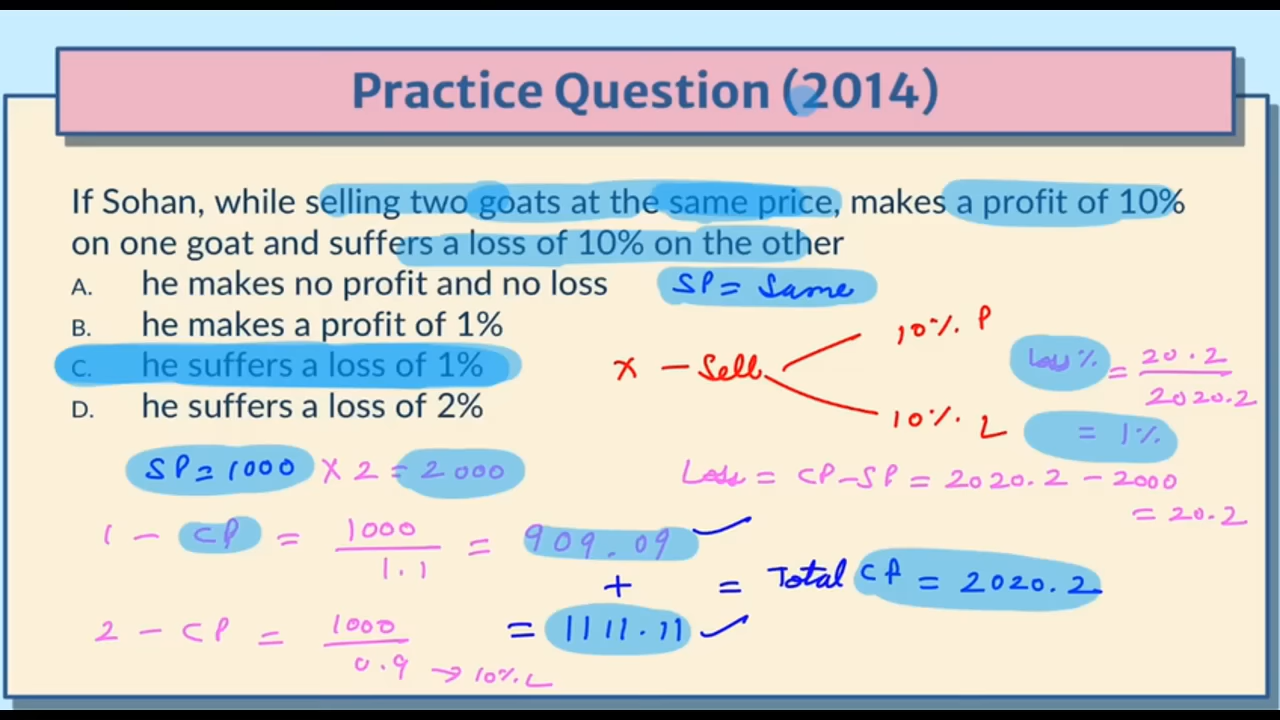 Practice Question (2014)
If Sohan, while selling two goats at the same price, makes a profit of 10%
on one goat and suffers a loss of 10% on the other
A. he makes no profit and no loss
B. he makes a profit of 1%
C. he suffers a loss of 1%
D. he suffers a loss of 2%
SP = Same
x - Sell
10% P
10% L
Loss % = 20.2 / 2020.2
= 1%
SP = 1000 x 2 = 2000
Loss = CP - SP = 2020.2 - 2000
= 20.2
1 - CP = 1000 / 1.1 = 909.09 ✓
+ = Total CP = 2020.2
2 - CP = 1000 / 0.9 = 1111.11 ✓
→ 10% L